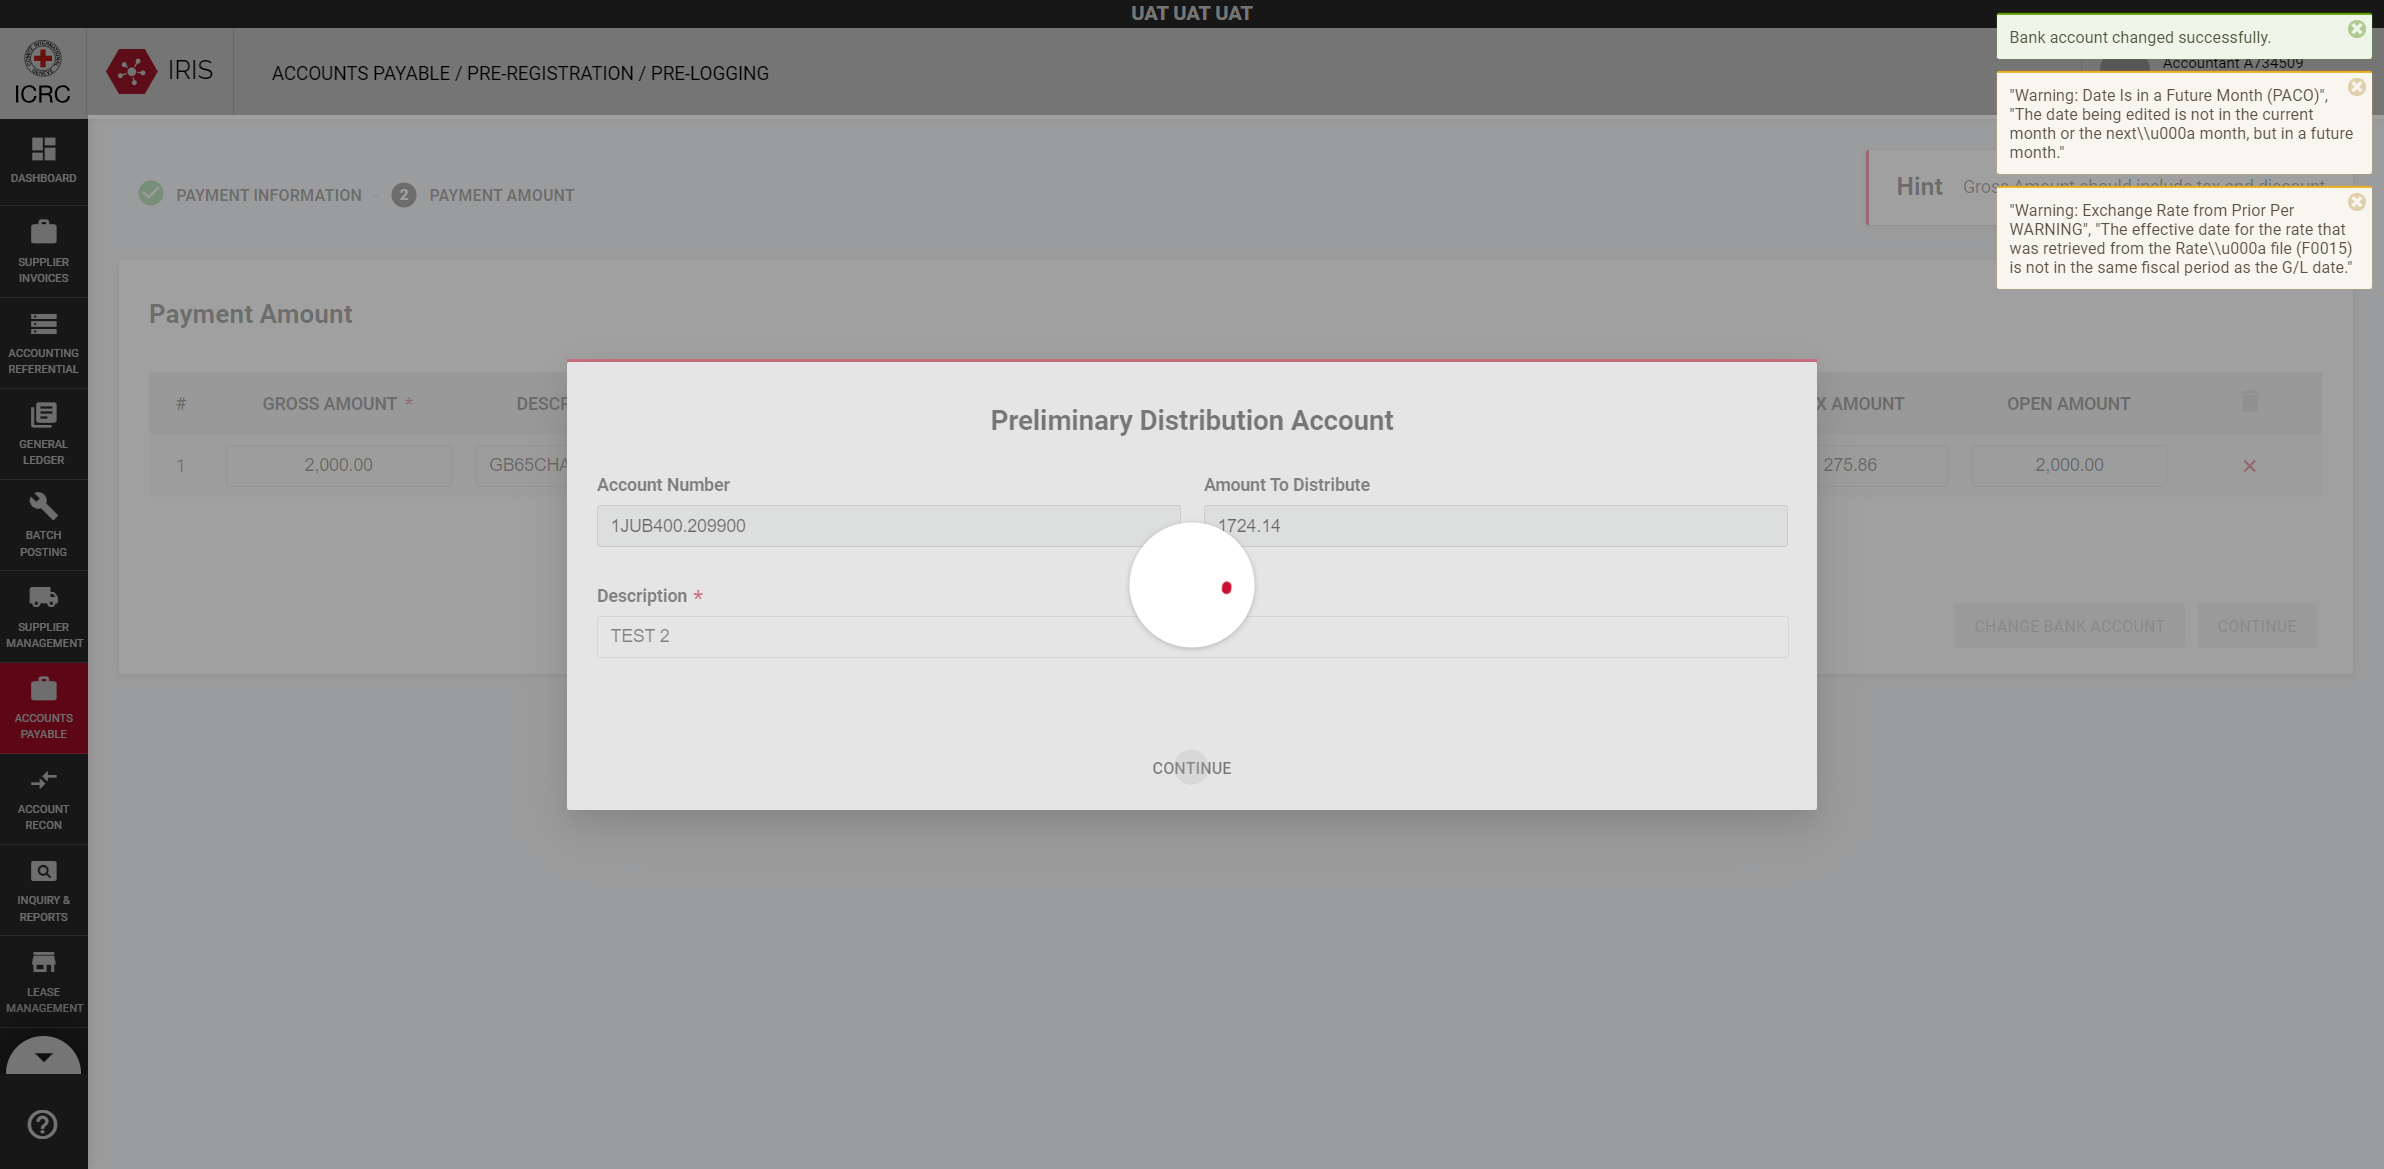 UAT UAT UAT
ICRC
IRIS
ACCOUNTS PAYABLE / PRE-REGISTRATION / PRE-LOGGING
Accountant A734509
Bank account changed successfully.
"Warning: Date Is in a Future Month (PACO)",
"The date being edited is not in the current
month or the next\\u000a month, but in a future
month."
"Warning: Exchange Rate from Prior Per
WARNING", "The effective date for the rate that
was retrieved from the Rate\\u000a file (F0015)
is not in the same fiscal period as the G/L date."
DASHBOARD
SUPPLIER
INVOICES
ACCOUNTING
REFERENTIAL
GENERAL
LEDGER
BATCH
POSTING
SUPPLIER
MANAGEMENT
ACCOUNTS
PAYABLE
ACCOUNT
RECON
INQUIRY &
REPORTS
LEASE
MANAGEMENT
PAYMENT INFORMATION
2 PAYMENT AMOUNT
Hint Gross Amount should include tax and discount
Payment Amount
# GROSS AMOUNT * DESCR X AMOUNT OPEN AMOUNT
1 2,000.00 GB65CHA 275.86 2,000.00
Preliminary Distribution Account
Account Number Amount To Distribute
1JUB400.209900 1724.14
Description *
TEST 2
CONTINUE
CHANGE BANK ACCOUNT CONTINUE